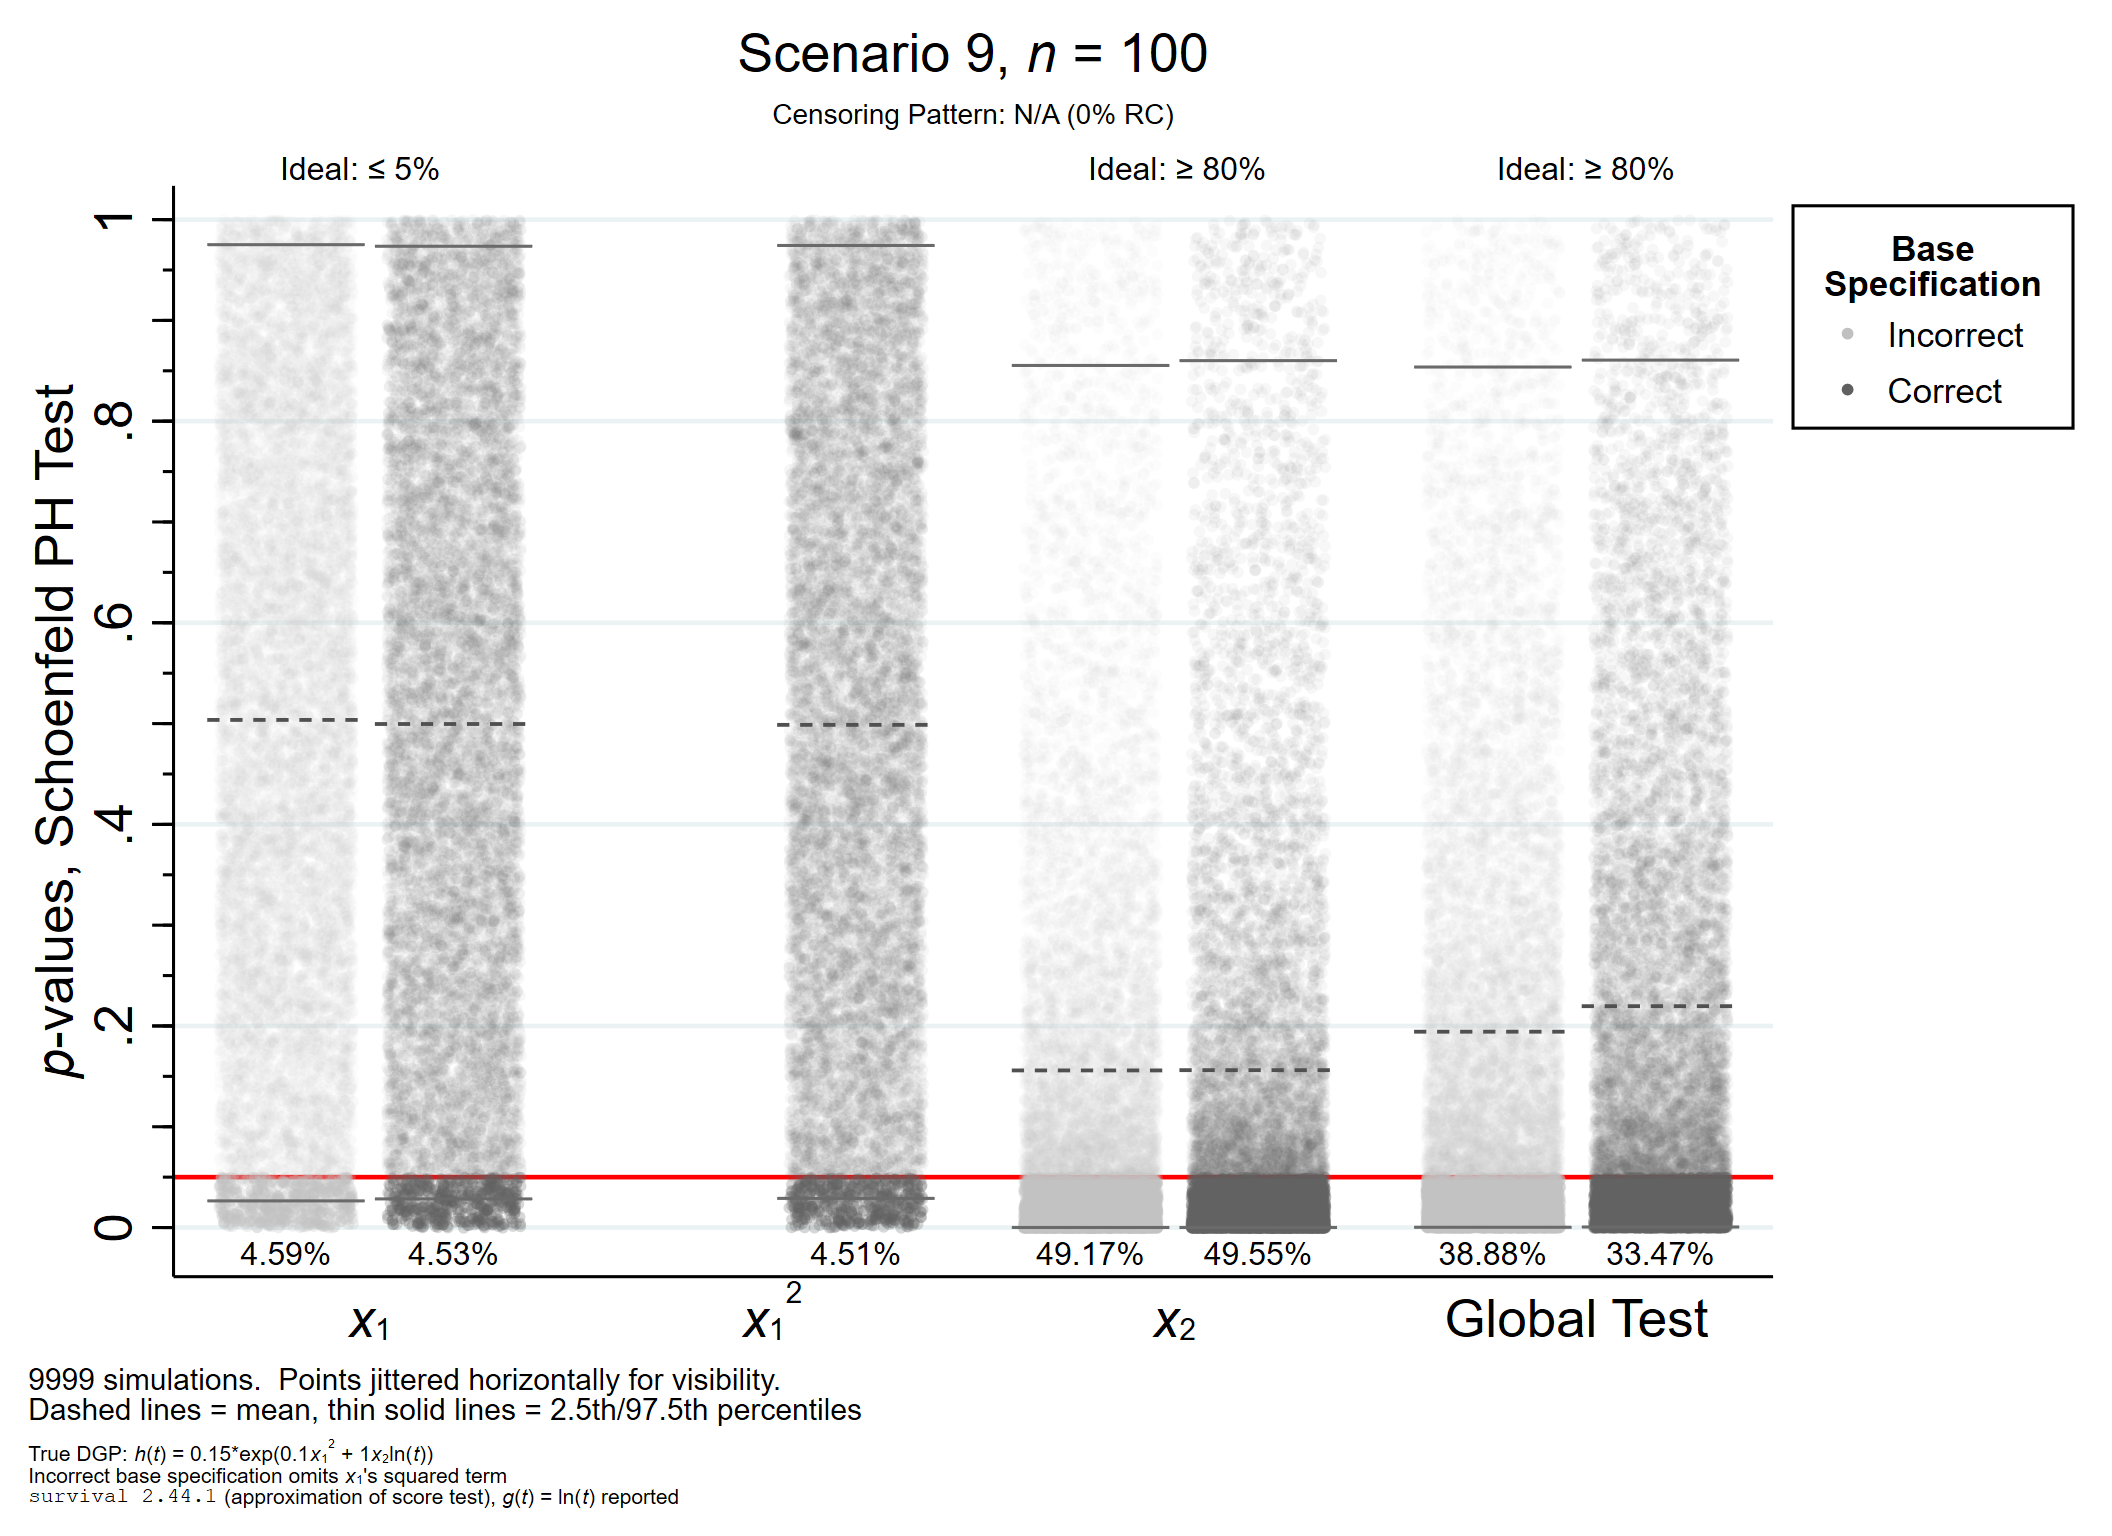 Scenario 9, n = 100
Censoring Pattern: N/A (0% RC)
Ideal: ≤ 5%
Ideal: ≥ 80%
Ideal: ≥ 80%
p-values, Schoenfeld PH Test
1
.8
.6
.4
.2
0
Base
Specification
Incorrect
Correct
4.59%
4.53%
4.51%
49.17%
49.55%
38.88%
33.47%
x₁
x₁²
x₂
Global Test
9999 simulations.  Points jittered horizontally for visibility.
Dashed lines = mean, thin solid lines = 2.5th/97.5th percentiles
True DGP: h(t) = 0.15*exp(0.1x₁² + 1x₂ln(t))
Incorrect base specification omits x₁'s squared term
survival 2.44.1 (approximation of score test), g(t) = ln(t) reported